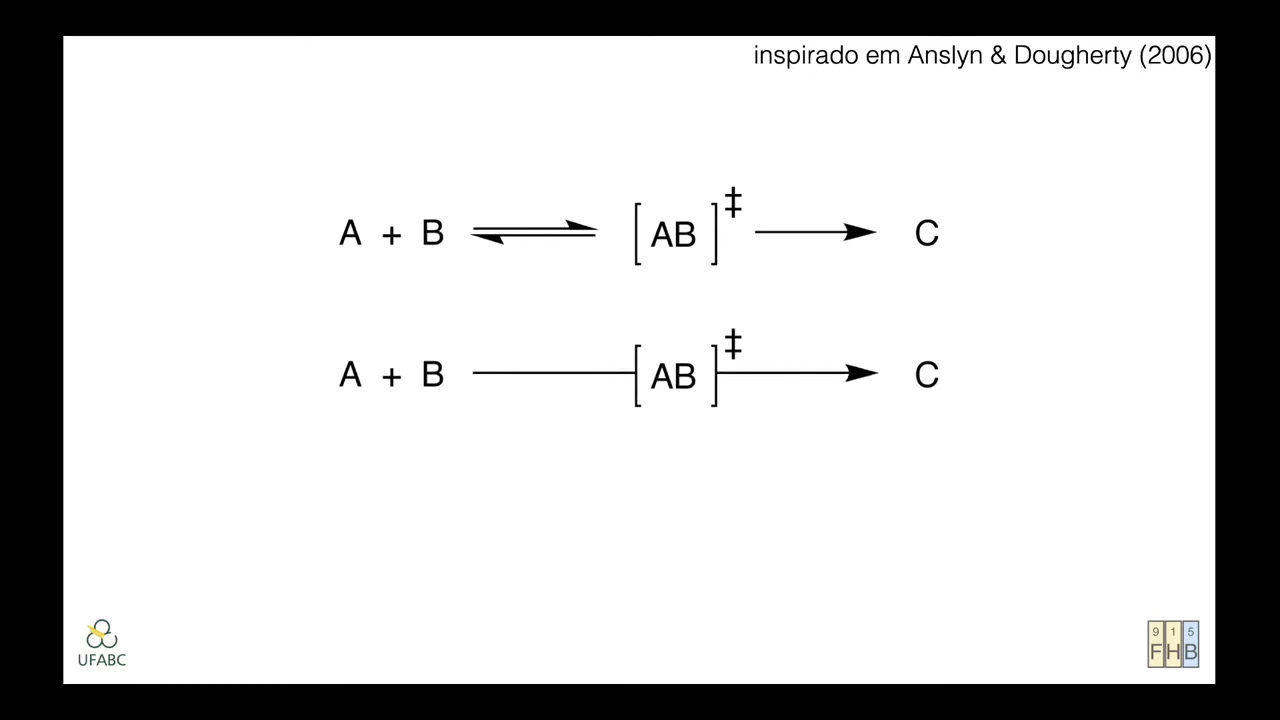 inspirado em Anslyn & Dougherty (2006)
A + B ⇌ [ AB ]‡ ⟶ C
A + B —[ AB ]‡⟶ C
UFABC
9 1 5
F H B